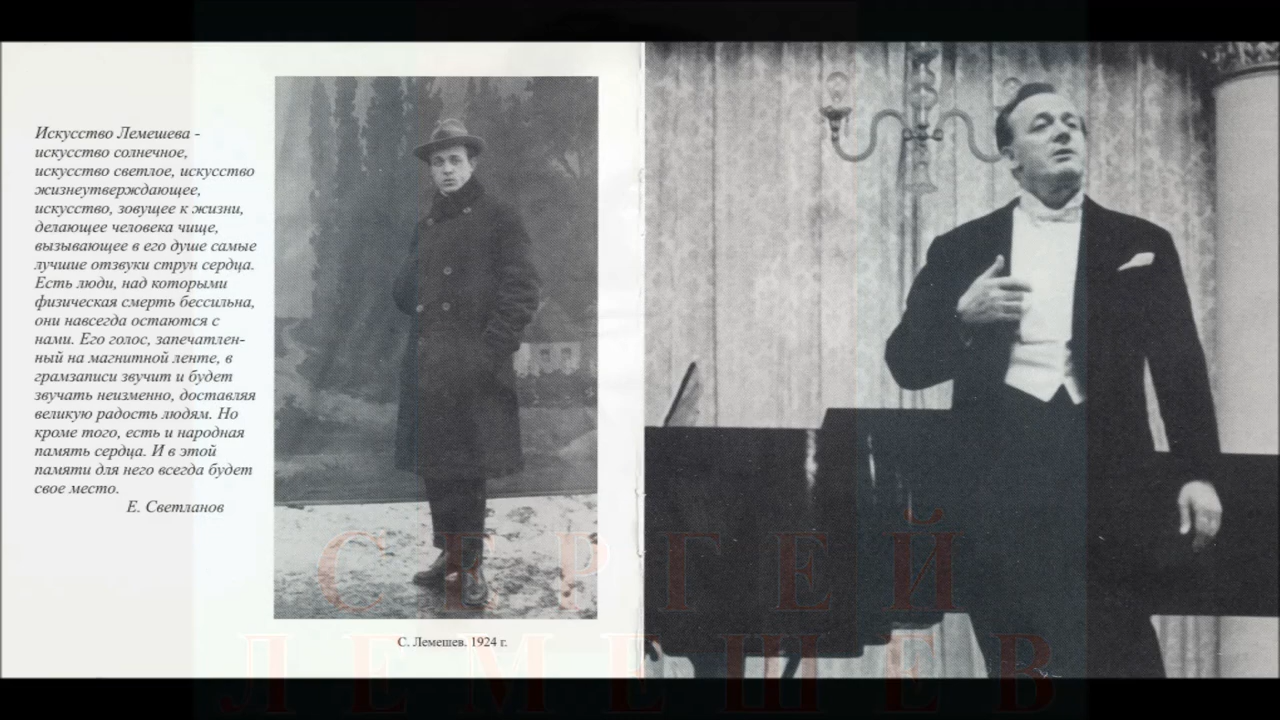 Искусство Лемешева -
искусство солнечное,
искусство светлое, искусство
жизнеутверждающее,
искусство, зовущее к жизни,
делающее человека чище,
вызывающее в его душе самые
лучшие отзвуки струн сердца.
Есть люди, над которыми
физическая смерть бессильна,
они навсегда остаются с
нами. Его голос, запечатлен-
ный на магнитной ленте, в
грамзаписи звучит и будет
звучать неизменно, доставляя
великую радость людям. Но
кроме того, есть и народная
память сердца. И в этой
памяти для него всегда будет
свое место.
Е. Светланов
С. Лемешев. 1924 г.
СЕРГЕЙ
ЛЕМЕШЕВ